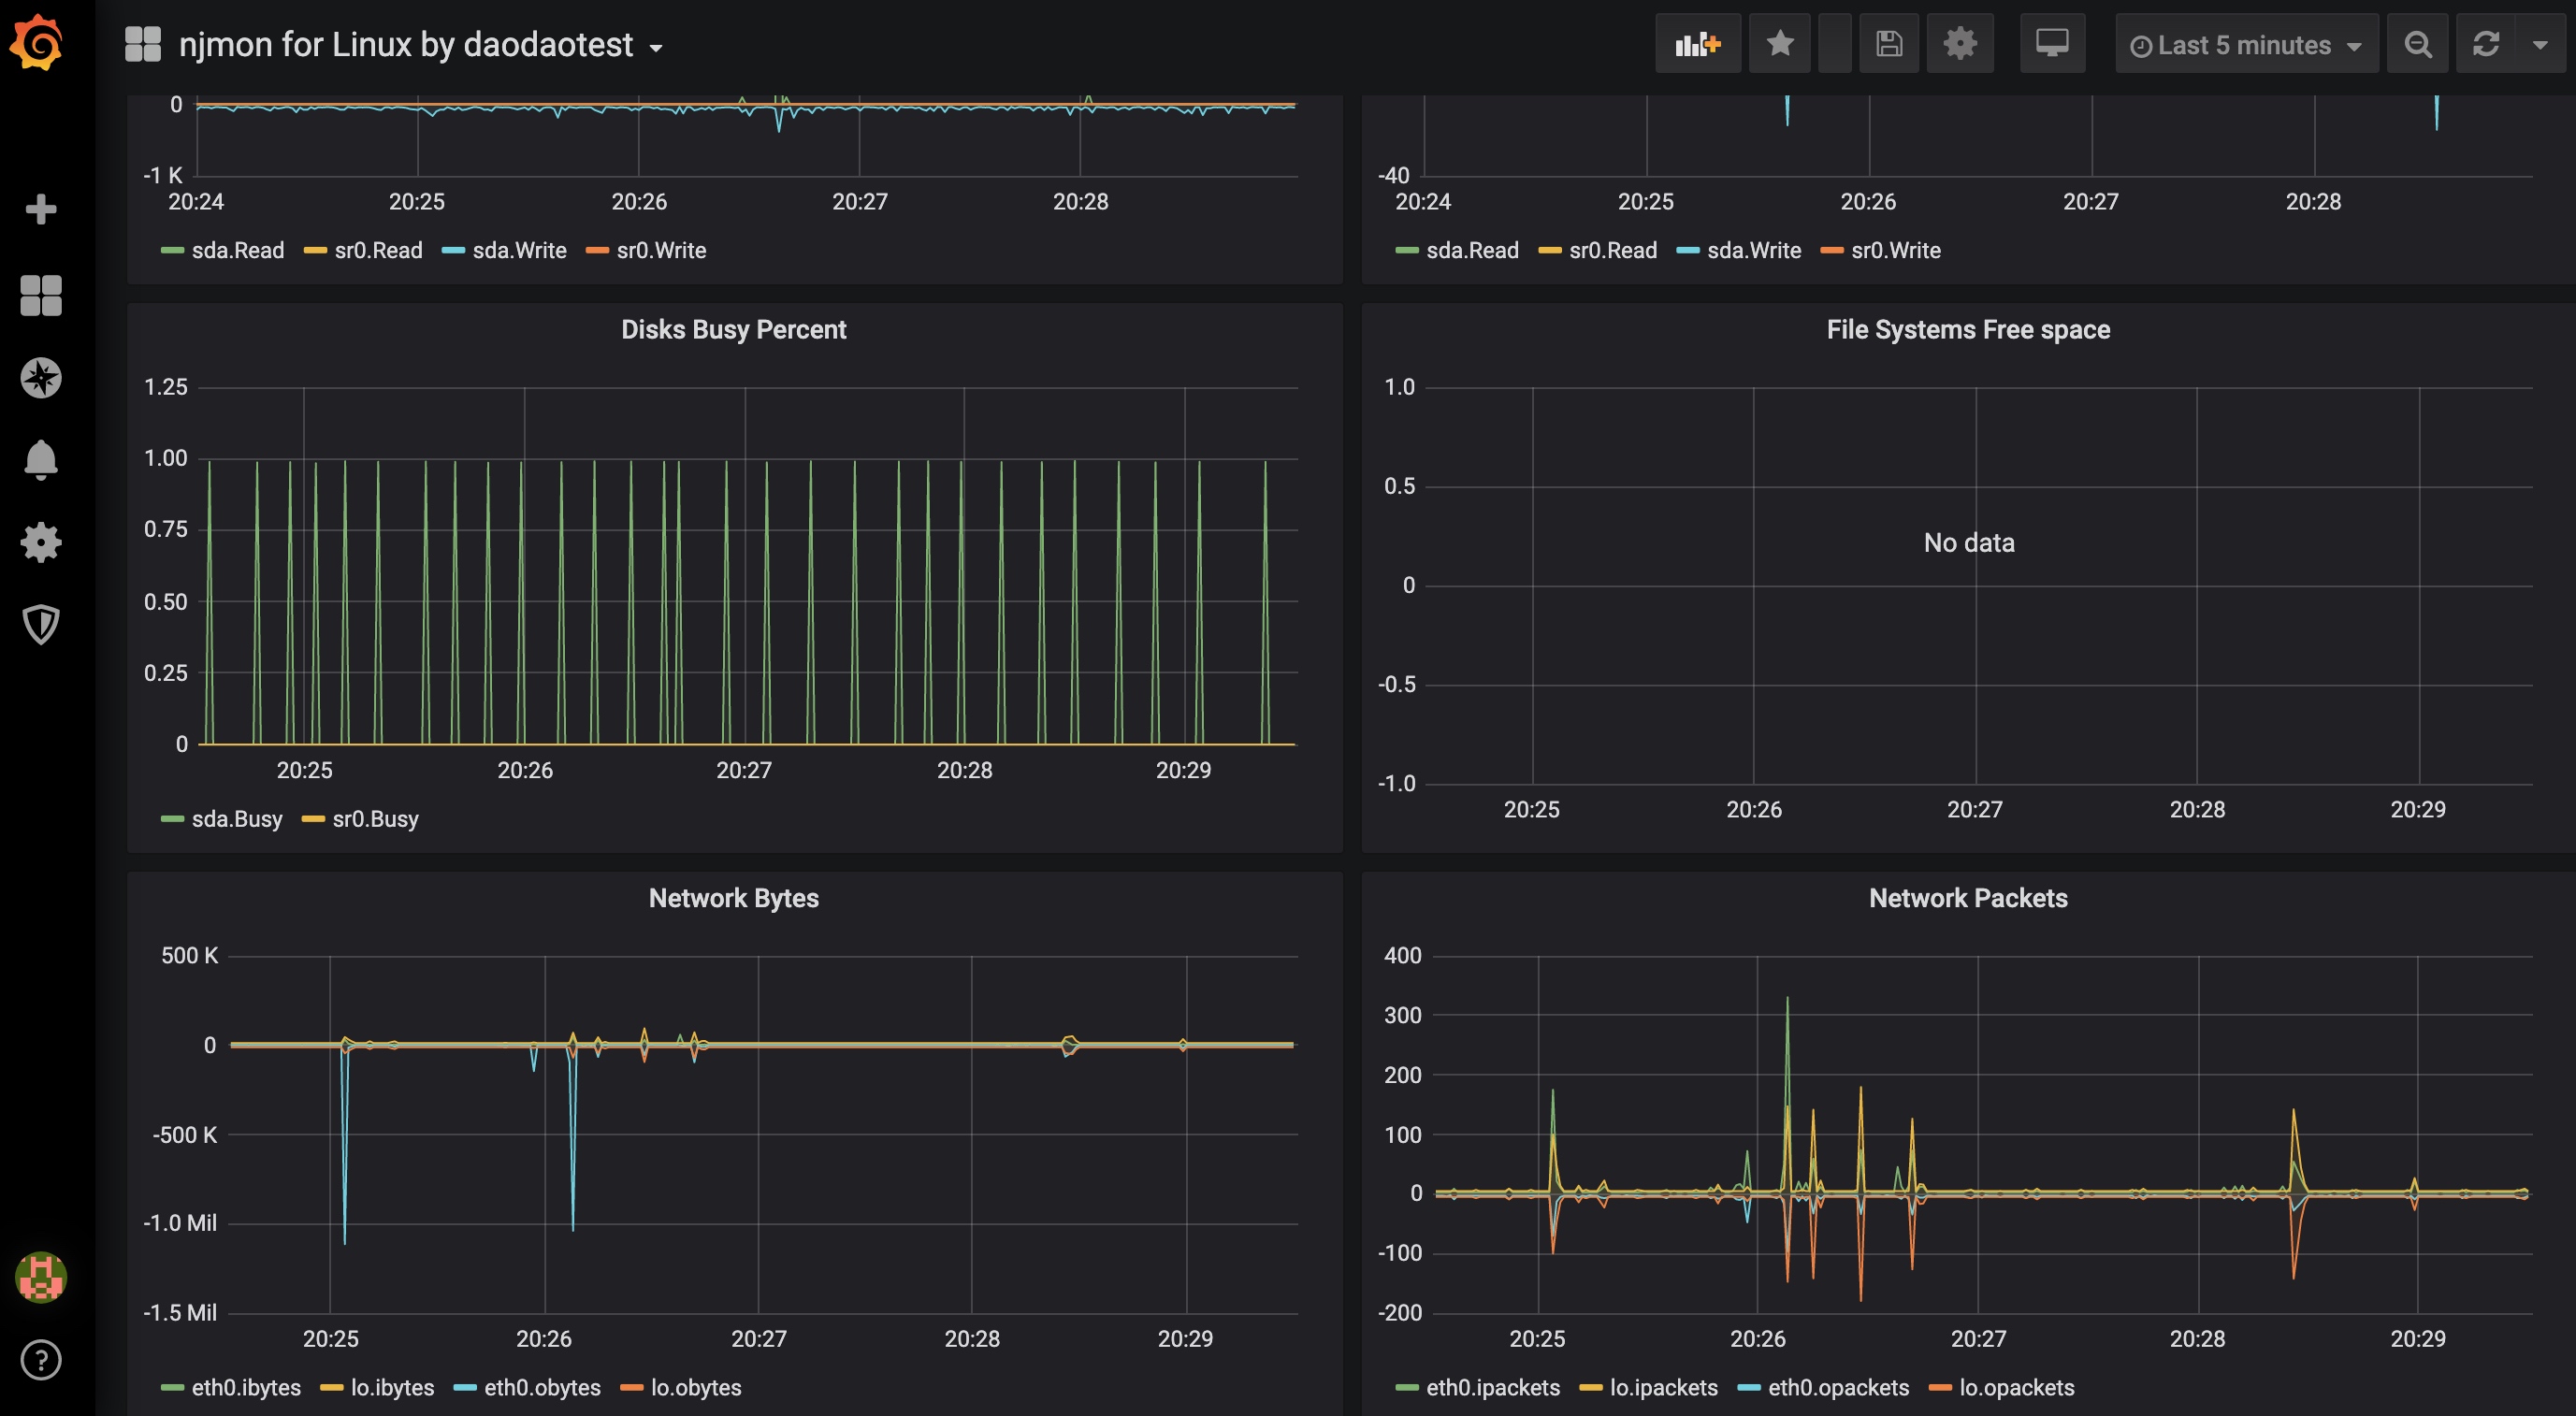 njmon for Linux by daodaotest
Last 5 minutes
0
-1 K
20:24 20:25 20:26 20:27 20:28
sda.Read sr0.Read sda.Write sr0.Write
-40
20:24 20:25 20:26 20:27 20:28
sda.Read sr0.Read sda.Write sr0.Write
Disks Busy Percent
1.25
1.00
0.75
0.50
0.25
0
20:25 20:26 20:27 20:28 20:29
sda.Busy sr0.Busy
File Systems Free space
1.0
0.5
No data
0
-0.5
-1.0
20:25 20:26 20:27 20:28 20:29
Network Bytes
500 K
0
-500 K
-1.0 Mil
-1.5 Mil
20:25 20:26 20:27 20:28 20:29
eth0.ibytes lo.ibytes eth0.obytes lo.obytes
Network Packets
400
300
200
100
0
-100
-200
20:25 20:26 20:27 20:28 20:29
eth0.ipackets lo.ipackets eth0.opackets lo.opackets